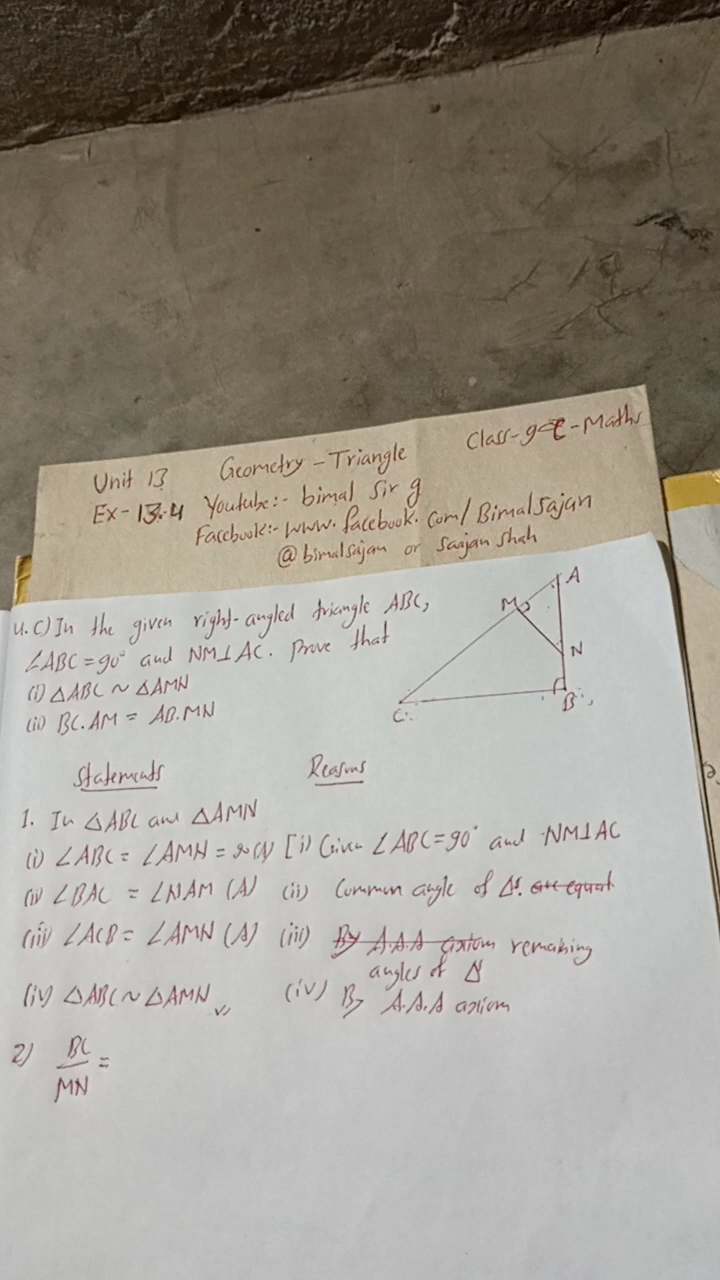 Unit 13 Geometry - Triangle Class-9 - Maths
Ex- 13.4 Youtube:- bimal sir g
Facebook:- www.facebook.com/Bimalsajan
@bimalsajan or Saajan shah
4.c) In the given right-angled triangle ABC,
∠ABC = 90° and NM⊥AC. Prove that
(i) △ABC ~ △AMN
(ii) BC.AM = AB.MN
A
M
N
C
B
Statements Reasons
1. In △ABC and △AMN
(i) ∠ABC = ∠AMN = 90° (A) (i) Given ∠ABC = 90° and NM⊥AC
(ii) ∠BAC = ∠NAM (A) (ii) Common angle of △s. are equal
(iii) ∠ACB = ∠AMN (A) (iii) By A.A.A axiom remaining
angles of △s
(iv) △ABC ~ △AMN (iv) By A.A.A axiom
2) BC/MN =